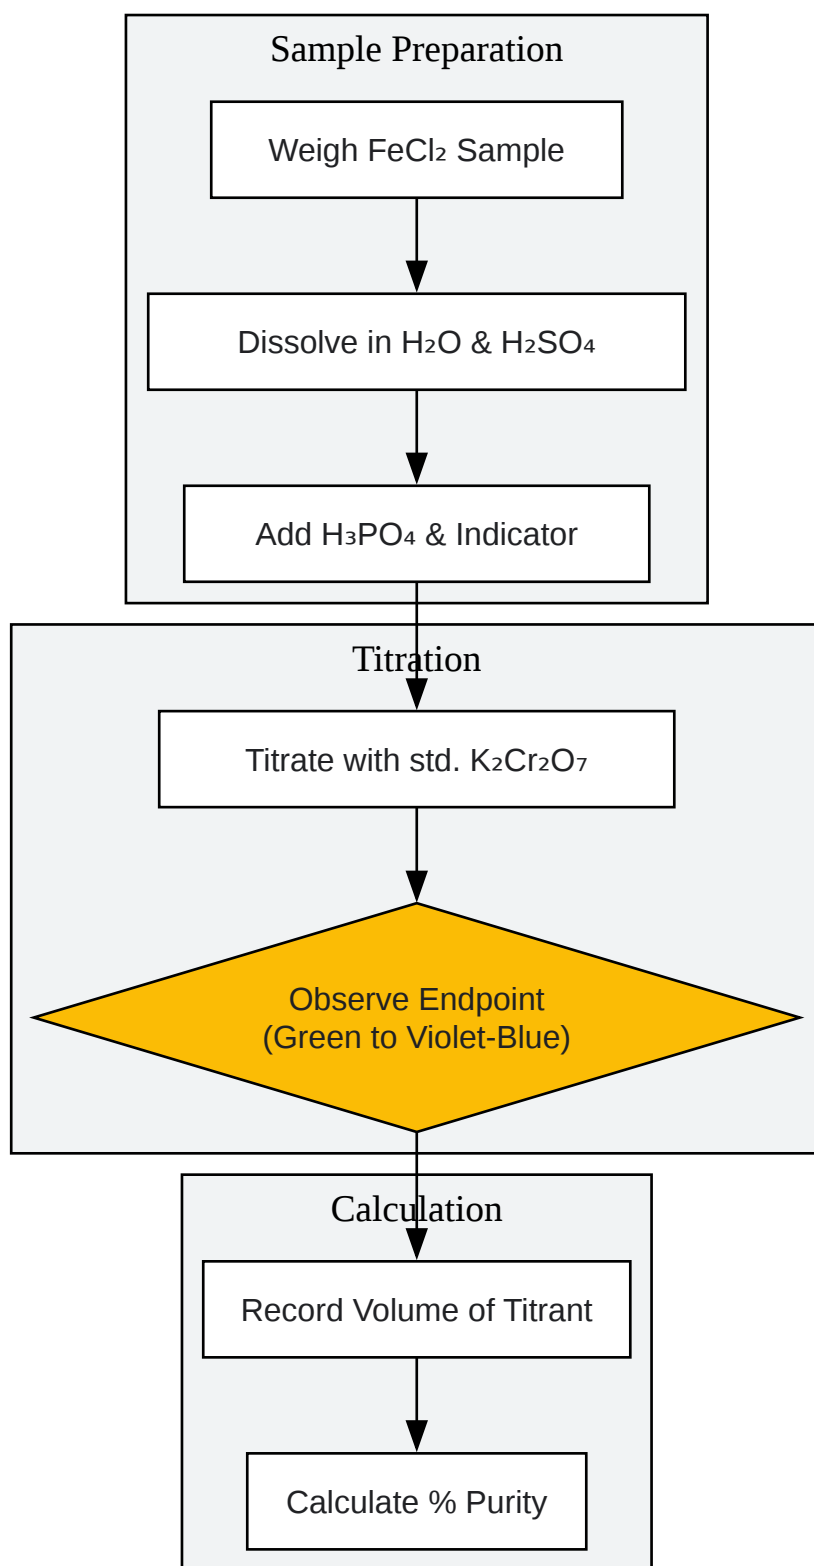 Sample Preparation
Weigh FeCl₂ Sample
Dissolve in H₂O & H₂SO₄
Add H₃PO₄ & Indicator
Titration
Titrate with std. K₂Cr₂O₇
Observe Endpoint
(Green to Violet-Blue)
Calculation
Record Volume of Titrant
Calculate % Purity